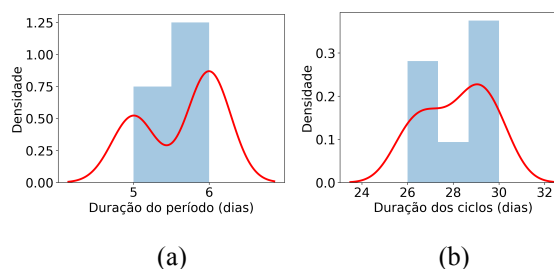 1.25
1.00
0.75
0.50
0.25
0.00
Densidade
5 6
Duração do período (dias)
(a)
0.3
0.2
0.1
0.0
Densidade
24 26 28 30 32
Duração dos ciclos (dias)
(b)